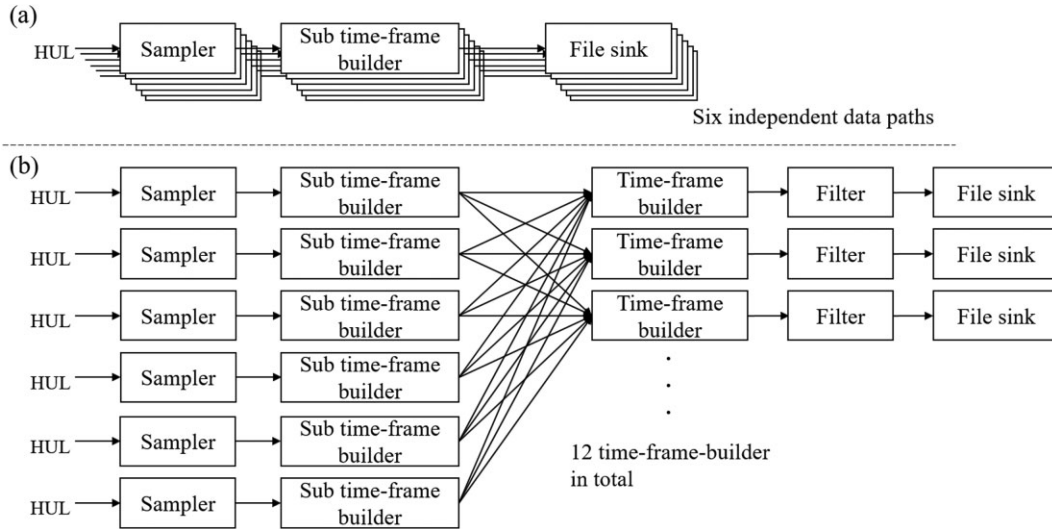 (a)
HUL
Sampler
Sub time-frame
builder
File sink
Six independent data paths
(b)
HUL
Sampler
Sub time-frame
builder
Time-frame
builder
Filter
File sink
HUL
Sampler
Sub time-frame
builder
Time-frame
builder
Filter
File sink
HUL
Sampler
Sub time-frame
builder
Time-frame
builder
Filter
File sink
HUL
Sampler
Sub time-frame
builder
.
.
.
HUL
Sampler
Sub time-frame
builder
12 time-frame-builder
in total
HUL
Sampler
Sub time-frame
builder